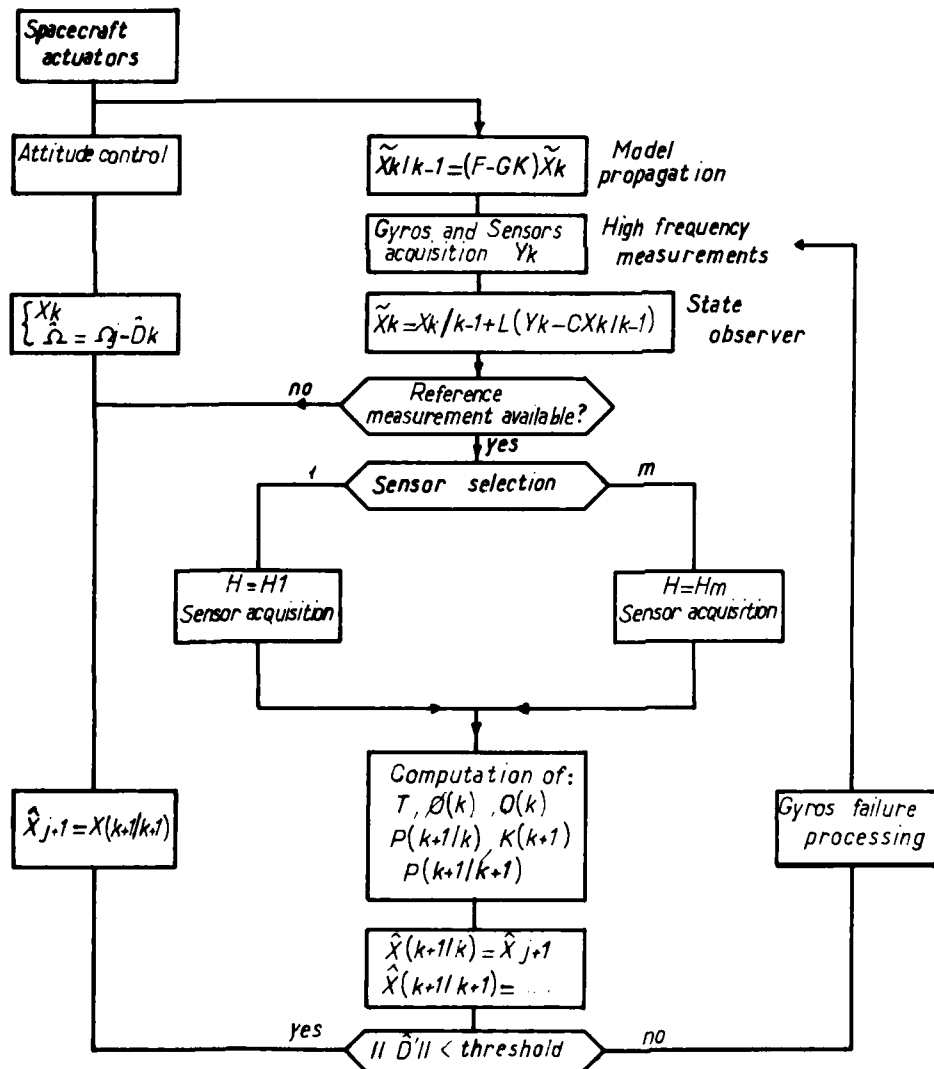 Spacecraft
actuators
Attitude control
X̃k/k-1=(F-GK)X̃k
Model
propagation
Gyros and Sensors
acquisition Yk
High frequency
measurements
{Xk
Ω̂ = Ωj-D̂k
X̃k=Xk/k-1+L(Yk-CXk/k-1)
State
observer
no
Reference
measurement available?
yes
1
Sensor selection
m
H=H1
Sensor acquisition
H=Hm
Sensor acquisition
Computation of:
T, Ø(k), Q(k)
P(k+1/k), K(k+1)
P(k+1/k+1)
X̂j+1=X(k+1/k+1)
Gyros failure
processing
X̂(k+1/k)=X̂j+1
X̂(k+1/k+1)=....
yes
|| D̂'|| < threshold
no